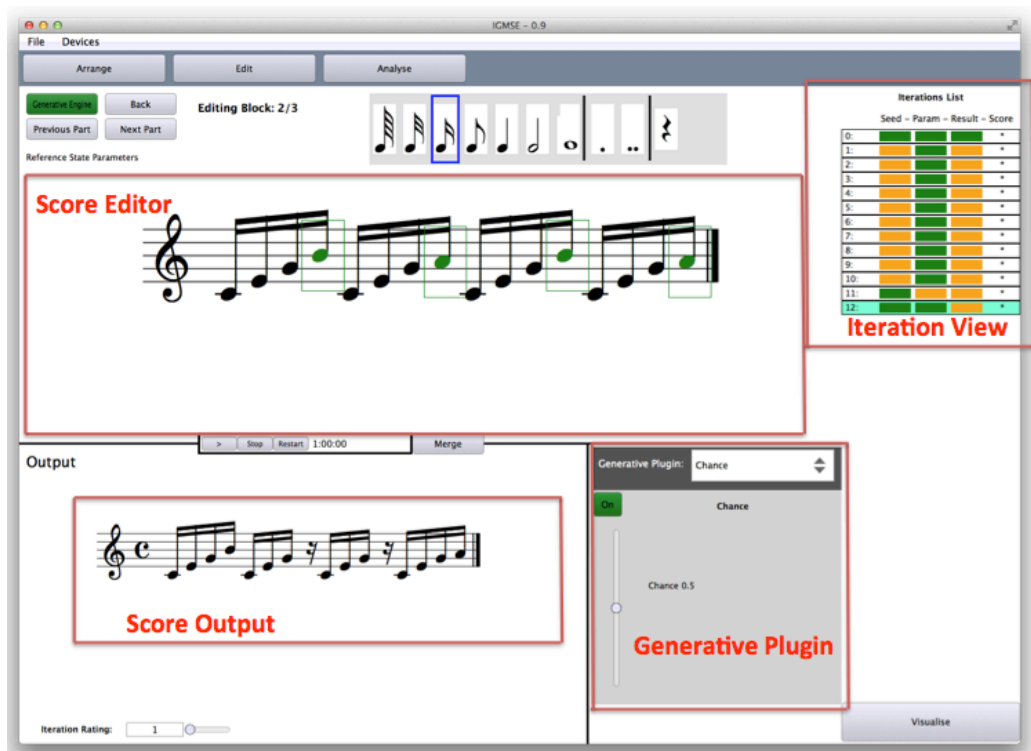 IGMSE – 0.9
File Devices
Arrange Edit Analyse
Generative Engine Back Editing Block: 2/3
Previous Part Next Part
Reference State Parameters
Iterations List
Seed – Param – Result – Score
0: *
1: *
2: *
3: *
4: *
5: *
6: *
7: *
8: *
9: *
10: *
11: *
12: *
Score Editor
Iteration View
> Stop Restart 1:00:00 Merge
Output
Generative Plugin: Chance
On Chance
Chance 0.5
Score Output
Generative Plugin
Iteration Rating: 1
Visualise